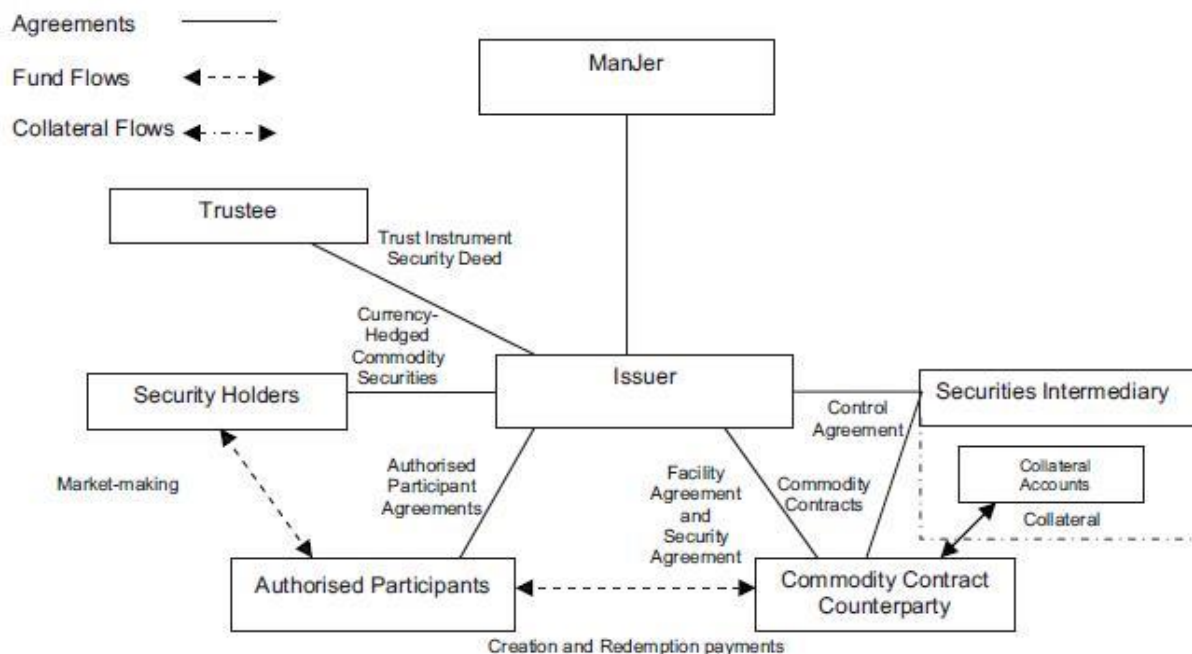 Agreements
Fund Flows
Collateral Flows
ManJer
Trustee
Trust Instrument
Security Deed
Currency-
Hedged
Commodity
Securities
Issuer
Security Holders
Securities Intermediary
Control
Agreement
Market-making
Authorised
Participant
Agreements
Facility
Agreement
and
Security
Agreement
Commodity
Contracts
Collateral
Accounts
Collateral
Authorised Participants
Commodity Contract
Counterparty
Creation and Redemption payments